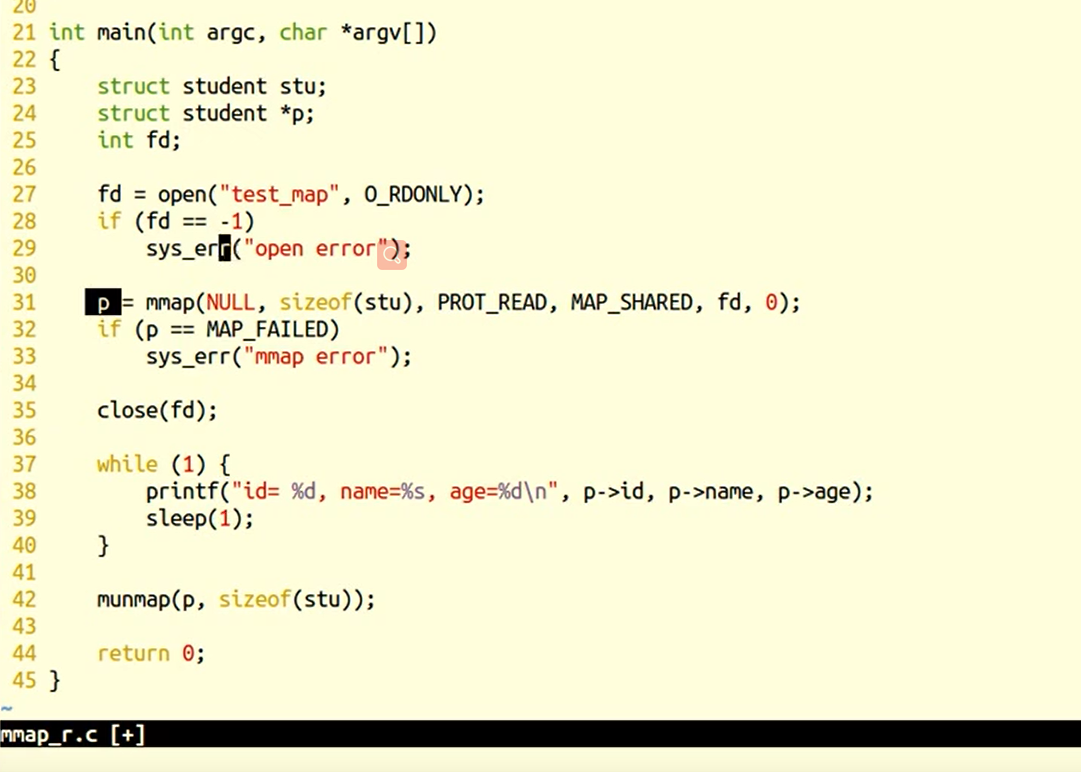 20
21 int main(int argc, char *argv[])
22 {
23     struct student stu;
24     struct student *p;
25     int fd;
26
27     fd = open("test_map", O_RDONLY);
28     if (fd == -1)
29         sys_err("open error");
30
31     p = mmap(NULL, sizeof(stu), PROT_READ, MAP_SHARED, fd, 0);
32     if (p == MAP_FAILED)
33         sys_err("mmap error");
34
35     close(fd);
36
37     while (1) {
38         printf("id= %d, name=%s, age=%d\n", p->id, p->name, p->age);
39         sleep(1);
40     }
41
42     munmap(p, sizeof(stu));
43
44     return 0;
45 }
~
mmap_r.c [+]